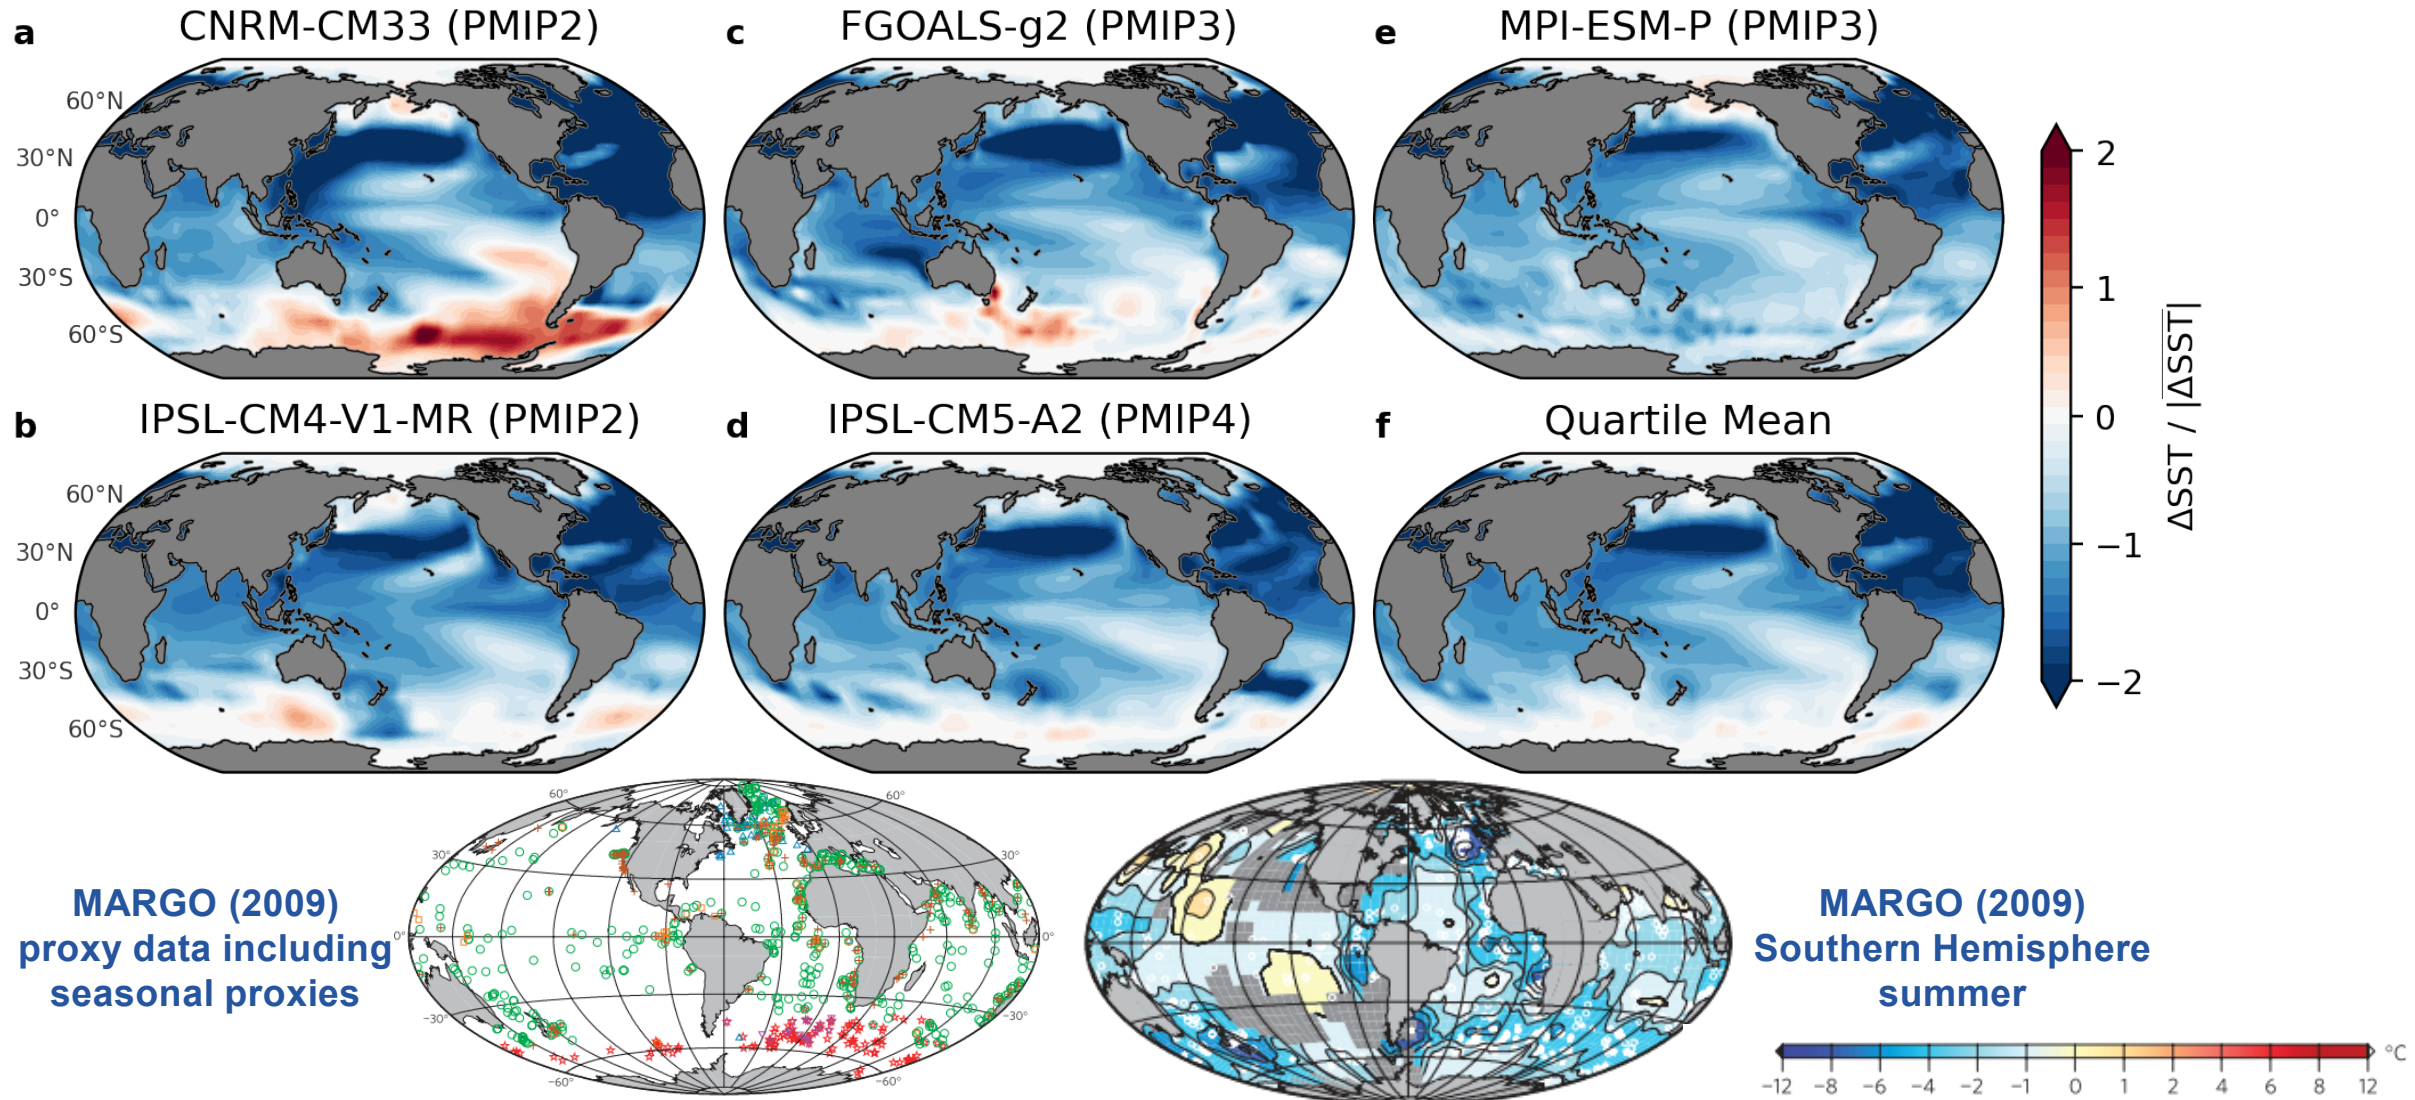 a CNRM-CM33 (PMIP2)
c FGOALS-g2 (PMIP3)
e MPI-ESM-P (PMIP3)
60°N
30°N
0°
30°S
60°S
b IPSL-CM4-V1-MR (PMIP2)
d IPSL-CM5-A2 (PMIP4)
f Quartile Mean
60°N
30°N
0°
30°S
60°S
2
1
0
−1
−2
ΔSST / |ΔSST|
MARGO (2009)
proxy data including
seasonal proxies
60°
60°
30°
30°
0°
0°
−30°
−30°
−60°
−60°
MARGO (2009)
Southern Hemisphere
summer
°C
−12 −8 −6 −4 −2 −1 0 1 2 4 6 8 12